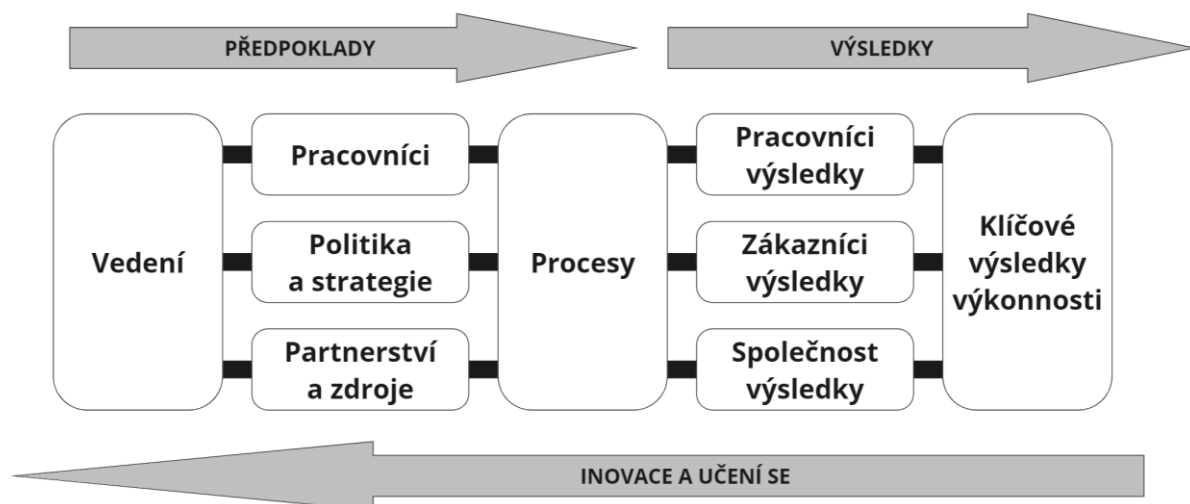 PŘEDPOKLADY
VÝSLEDKY
Vedení
Pracovníci
Politika
a strategie
Partnerství
a zdroje
Procesy
Pracovníci
výsledky
Zákazníci
výsledky
Společnost
výsledky
Klíčové
výsledky
výkonnosti
INOVACE A UČENÍ SE